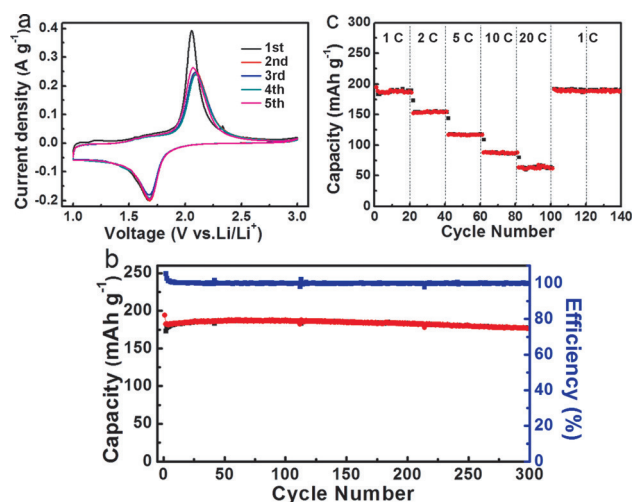 a
Current density (A g⁻¹)
0.4
0.3
0.2
0.1
0.0
-0.1
-0.2
1st
2nd
3rd
4th
5th
1.0 1.5 2.0 2.5 3.0
Voltage (V vs.Li/Li⁺)
c
Capacity (mAh g⁻¹)
300
250
200
150
100
50
0
1 C 2 C 5 C 10 C 20 C 1 C
0 20 40 60 80 100 120 140
Cycle Number
b
Capacity (mAh g⁻¹)
250
200
150
100
50
0
Efficiency (%)
100
80
60
40
20
0
0 50 100 150 200 250 300
Cycle Number